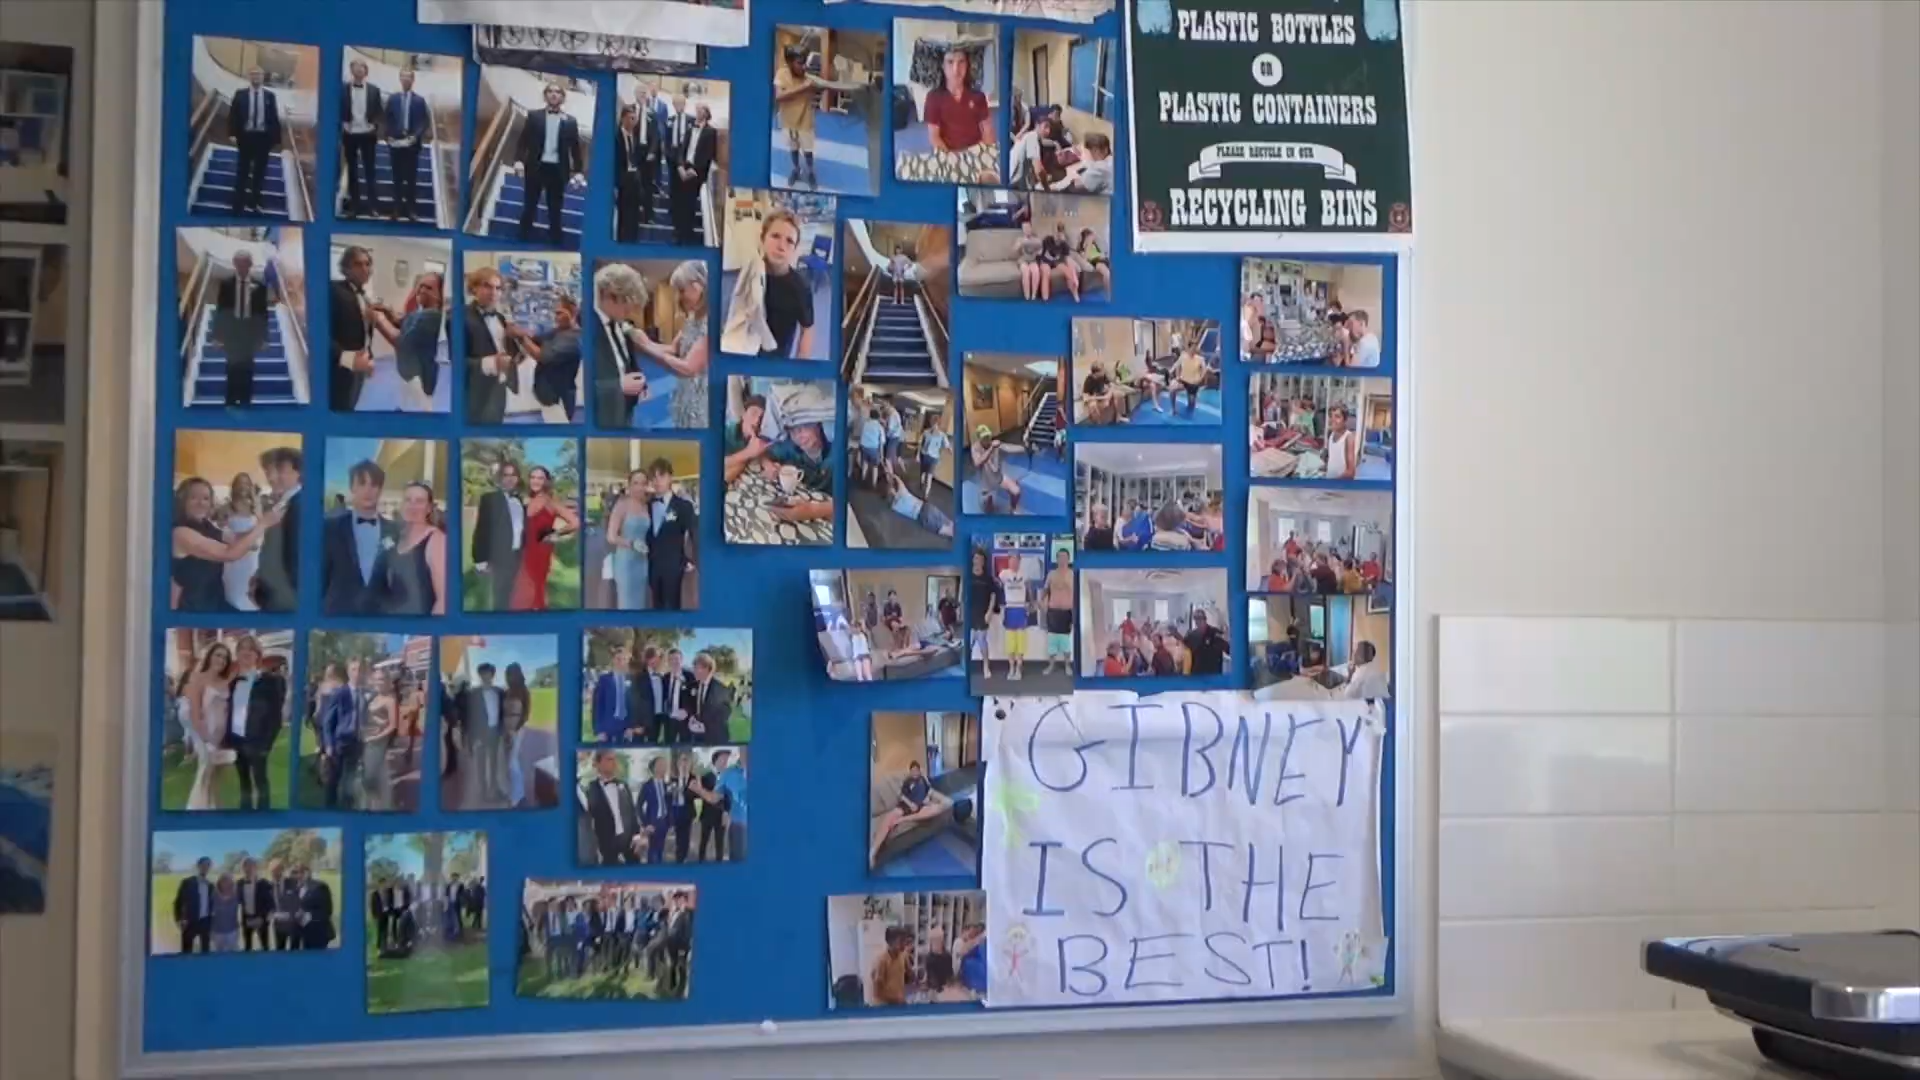 PLASTIC BOTTLES
OR
PLASTIC CONTAINERS
PLEASE RECYCLE IN OUR
RECYCLING BINS
GIBNEY
IS THE
BEST!